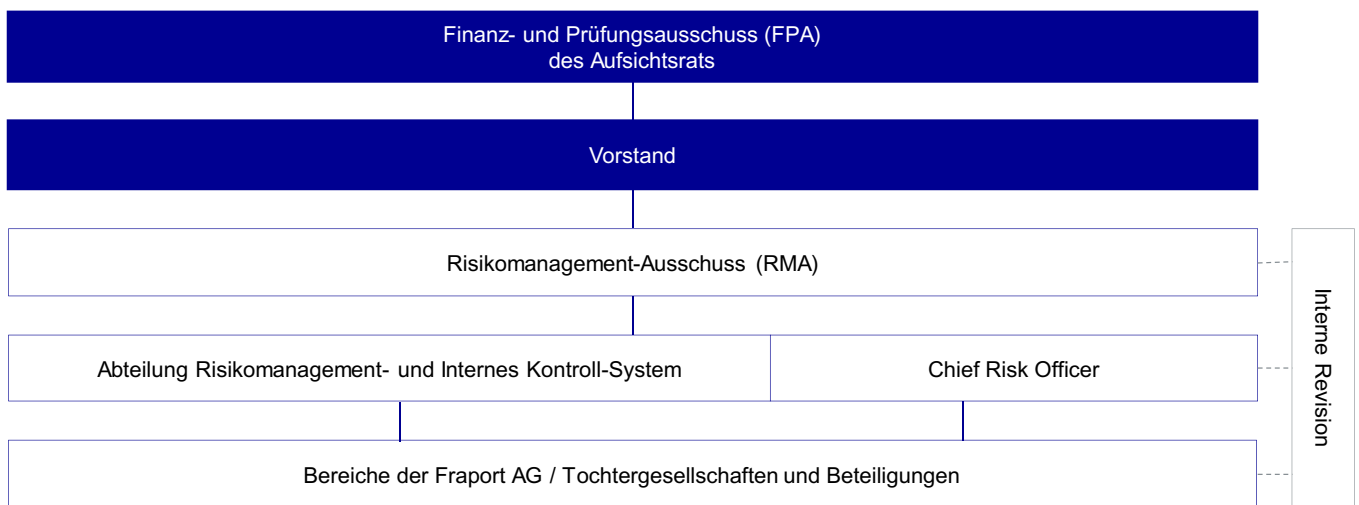 Finanz- und Prüfungsausschuss (FPA)
des Aufsichtsrats
Vorstand
Risikomanagement-Ausschuss (RMA)
Abteilung Risikomanagement- und Internes Kontroll-System
Chief Risk Officer
Bereiche der Fraport AG / Tochtergesellschaften und Beteiligungen
Interne Revision